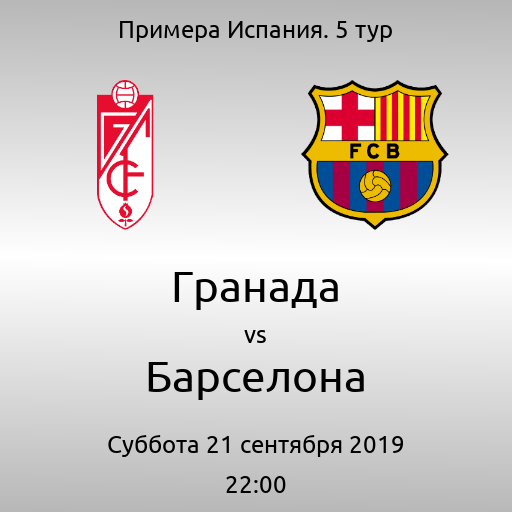 Примера Испания. 5 тур
FCB
Гранада
vs
Барселона
Суббота 21 сентября 2019
22:00